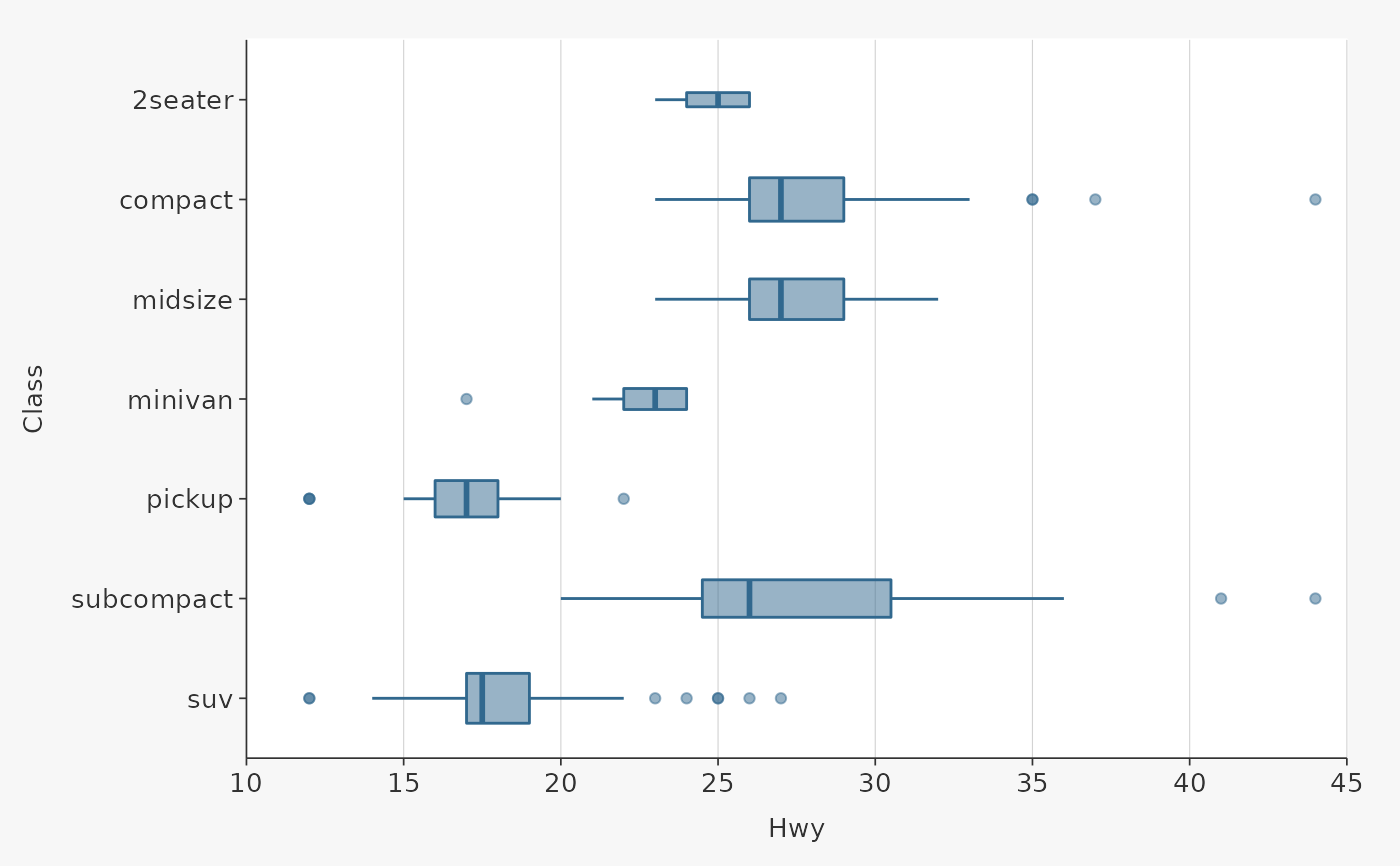 2seater
compact
midsize
minivan
pickup
subcompact
suv
Class
10 15 20 25 30 35 40 45
Hwy